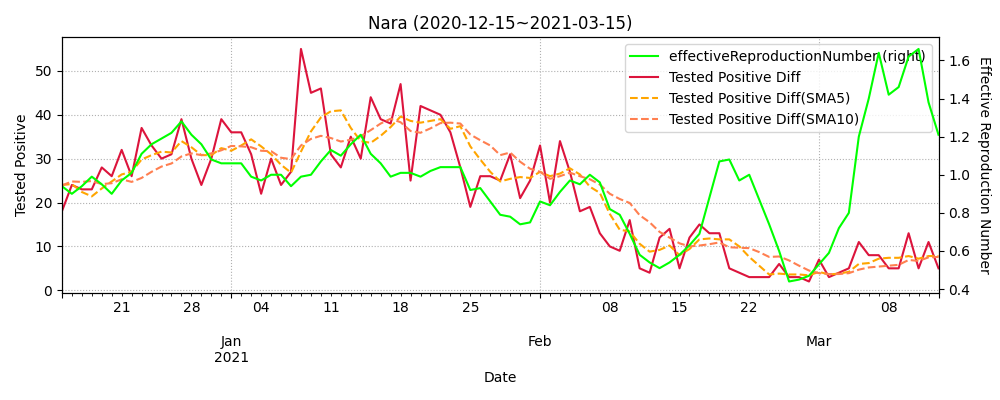 Nara (2020-12-15~2021-03-15)
effectiveReproductionNumber (right)
Tested Positive Diff
Tested Positive Diff(SMA5)
Tested Positive Diff(SMA10)
Tested Positive
50
40
30
20
10
0
Effective Reproduction Number
1.6
1.4
1.2
1.0
0.8
0.6
0.4
21 28 04 11 18 25 08 15 22 08
Jan Feb Mar
2021
Date